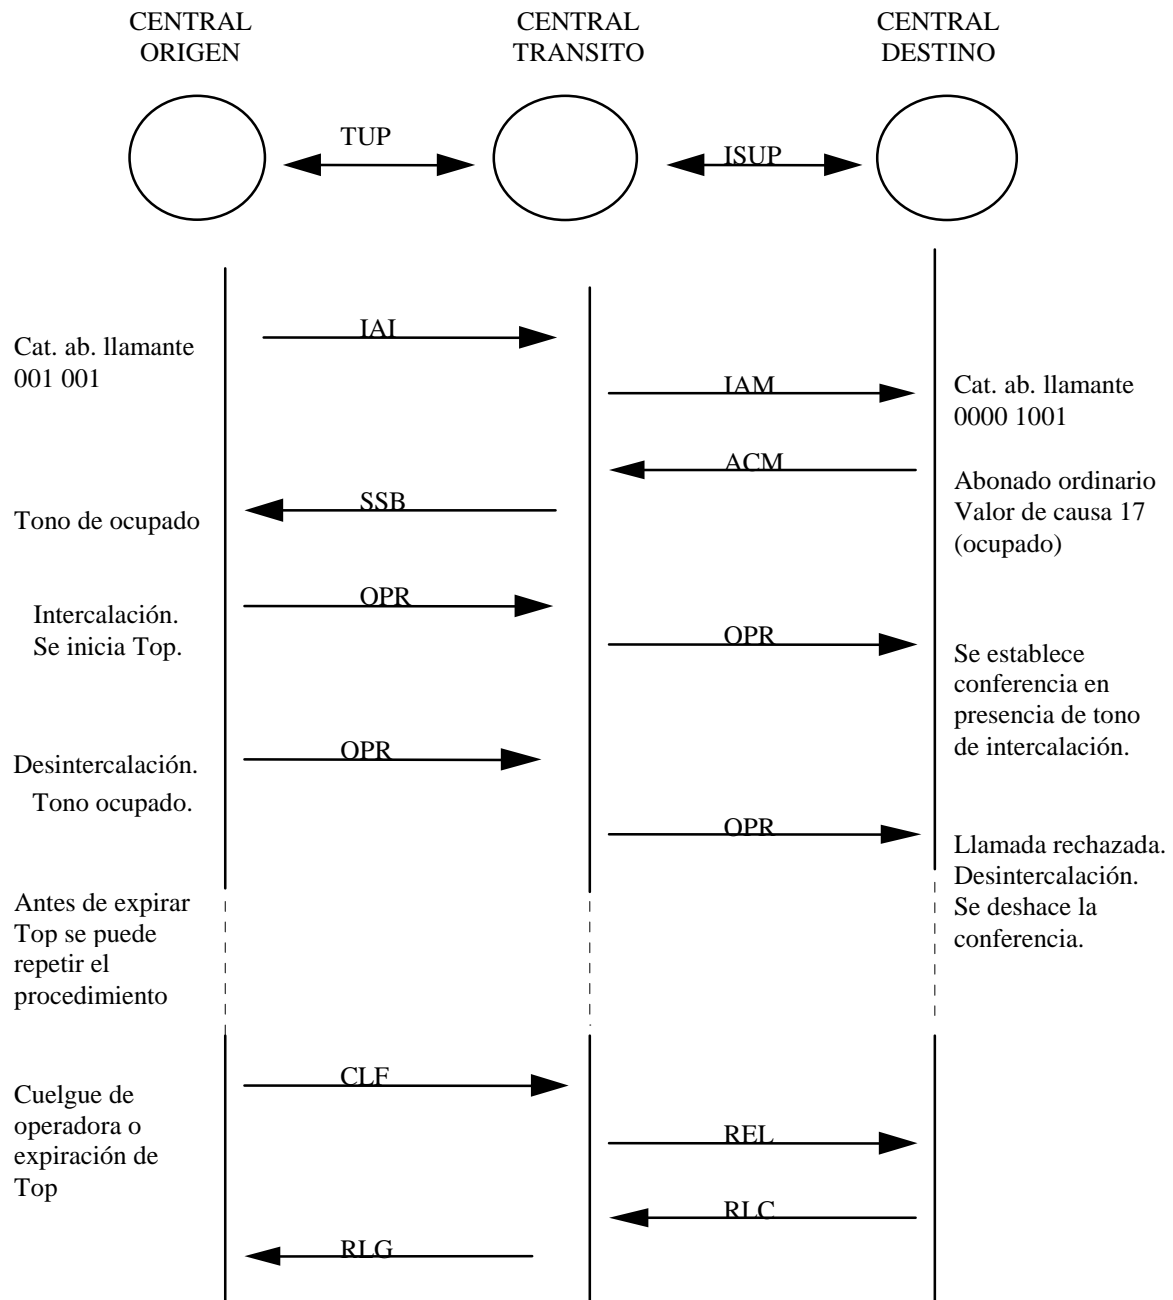 CENTRAL
ORIGEN
CENTRAL
TRANSITO
CENTRAL
DESTINO
TUP
ISUP
IAI
Cat. ab. llamante
001 001
IAM
Cat. ab. llamante
0000 1001
ACM
Abonado ordinario
Valor de causa 17
(ocupado)
SSB
Tono de ocupado
OPR
Intercalación.
Se inicia Top.
OPR
Se establece
conferencia en
presencia de tono
de intercalación.
OPR
Desintercalación.
Tono ocupado.
OPR
Llamada rechazada.
Desintercalación.
Se deshace la
conferencia.
Antes de expirar
Top se puede
repetir el
procedimiento
CLF
Cuelgue de
operadora o
expiración de
Top
REL
RLC
RLG